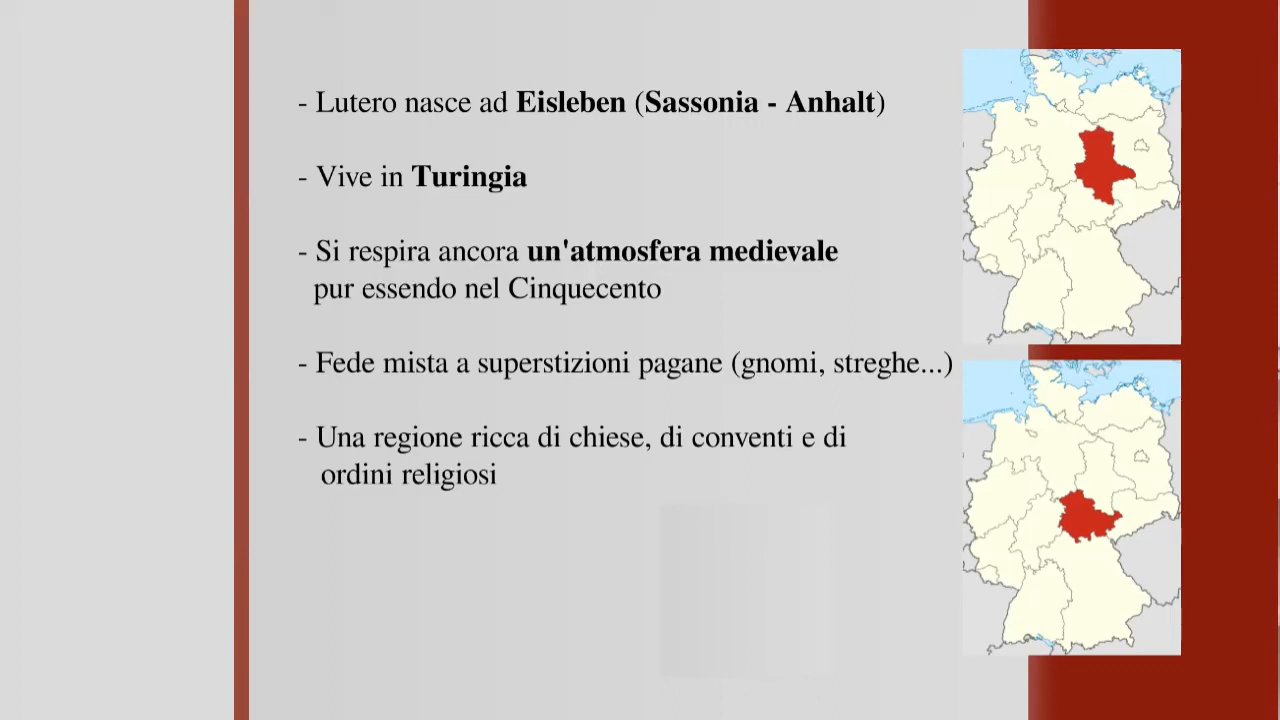 - Lutero nasce ad Eisleben (Sassonia - Anhalt)
- Vive in Turingia
- Si respira ancora un'atmosfera medievale
pur essendo nel Cinquecento
- Fede mista a superstizioni pagane (gnomi, streghe...)
- Una regione ricca di chiese, di conventi e di
ordini religiosi